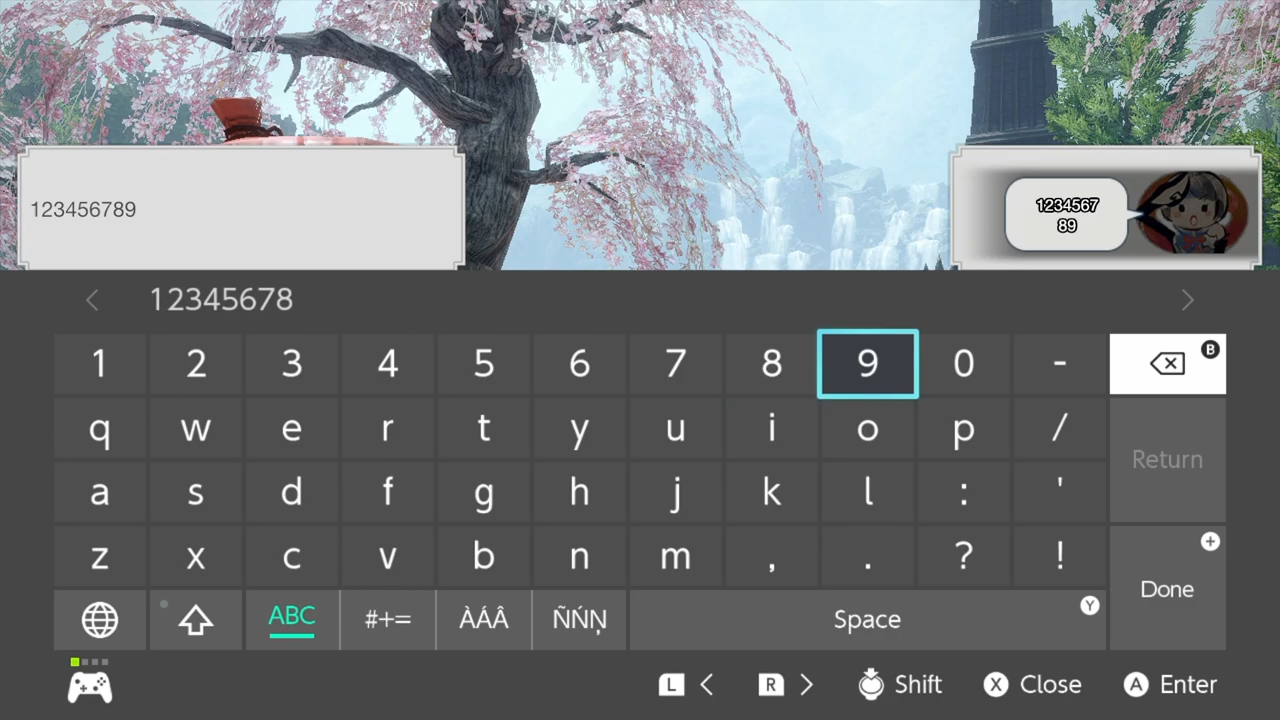 123456789
1234567
89
12345678
1 2 3 4 5 6 7 8 9 0 - B
q w e r t y u i o p /
Return
a s d f g h j k l : '
z x c v b n m , . ? !
+
Done
ABC #+= ÀÁÂ ÑŃŅ Space Y
L < R > Shift X Close A Enter